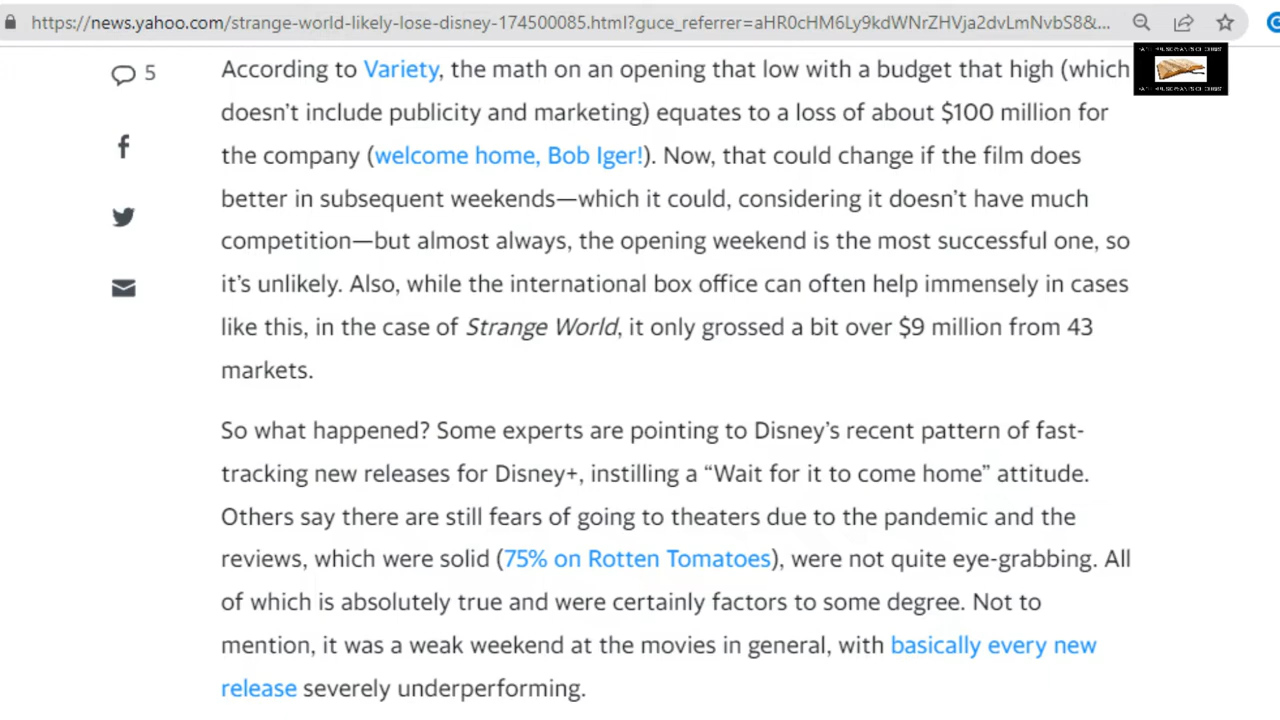 https://news.yahoo.com/strange-world-likely-lose-disney-174500085.html?guce_referrer=aHR0cHM6Ly9kdWNrZHVja2dvLmNvbS8&...
5
According to Variety, the math on an opening that low with a budget that high (which
doesn't include publicity and marketing) equates to a loss of about $100 million for
the company (welcome home, Bob Iger!). Now, that could change if the film does
better in subsequent weekends—which it could, considering it doesn't have much
competition—but almost always, the opening weekend is the most successful one, so
it's unlikely. Also, while the international box office can often help immensely in cases
like this, in the case of Strange World, it only grossed a bit over $9 million from 43
markets.
So what happened? Some experts are pointing to Disney's recent pattern of fast-
tracking new releases for Disney+, instilling a “Wait for it to come home” attitude.
Others say there are still fears of going to theaters due to the pandemic and the
reviews, which were solid (75% on Rotten Tomatoes), were not quite eye-grabbing. All
of which is absolutely true and were certainly factors to some degree. Not to
mention, it was a weak weekend at the movies in general, with basically every new
release severely underperforming.